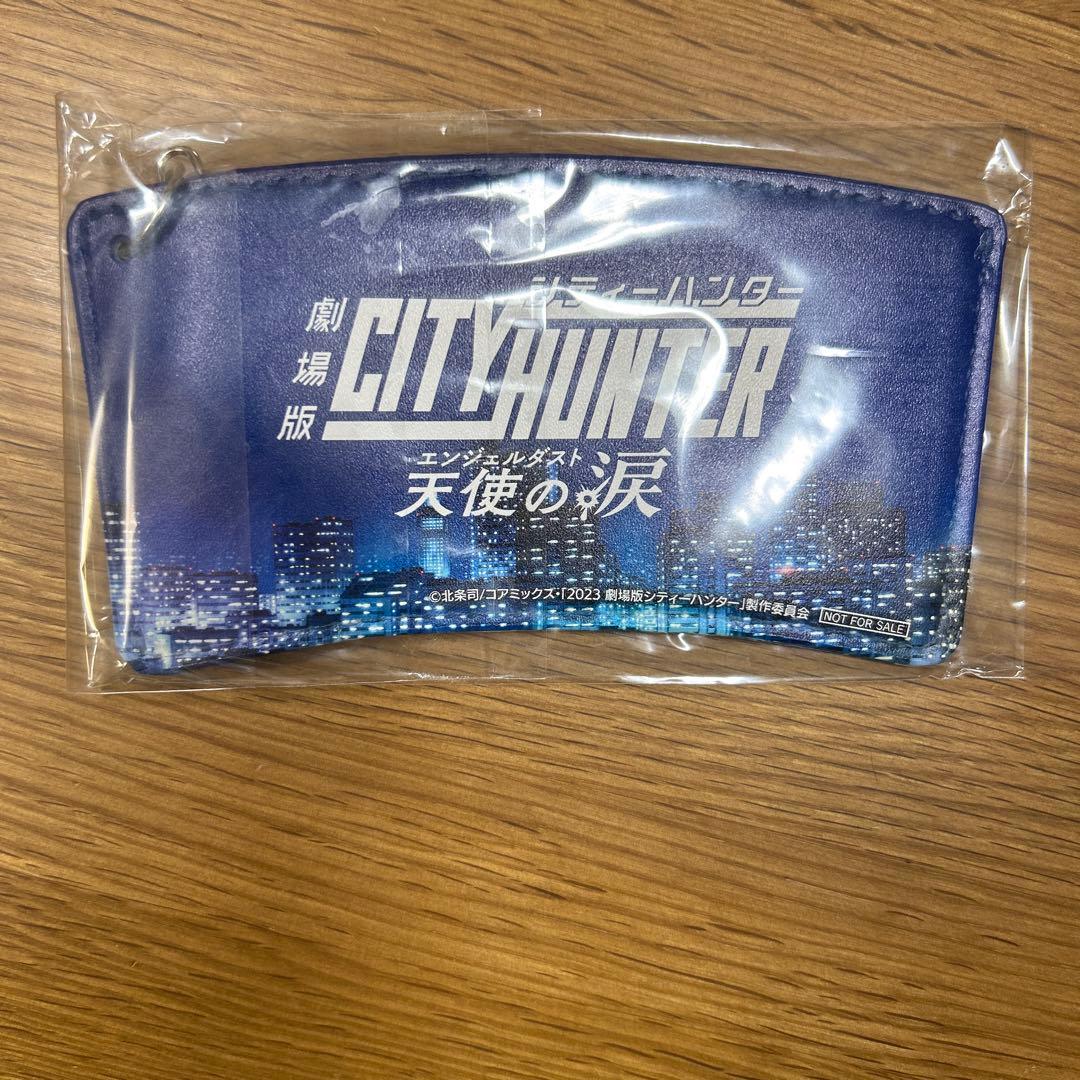 劇場版
シティーハンター
CITY HUNTER
エンジェルダスト
天使の涙
©北条司/コアミックス・「2023 劇場版シティーハンター」製作委員会
NOT FOR SALE